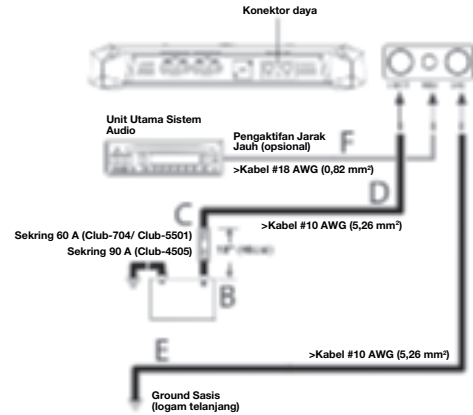 Konektor daya
Unit Utama Sistem
Audio
Pengaktifan Jarak
Jauh (opsional)
F
>Kabel #18 AWG (0,82 mm²)
D
C
>Kabel #10 AWG (5,26 mm²)
Sekring 60 A (Club-704/ Club-5501)
Sekring 90 A (Club-4505)
B
E
>Kabel #10 AWG (5,26 mm²)
Ground Sasis
(logam telanjang)